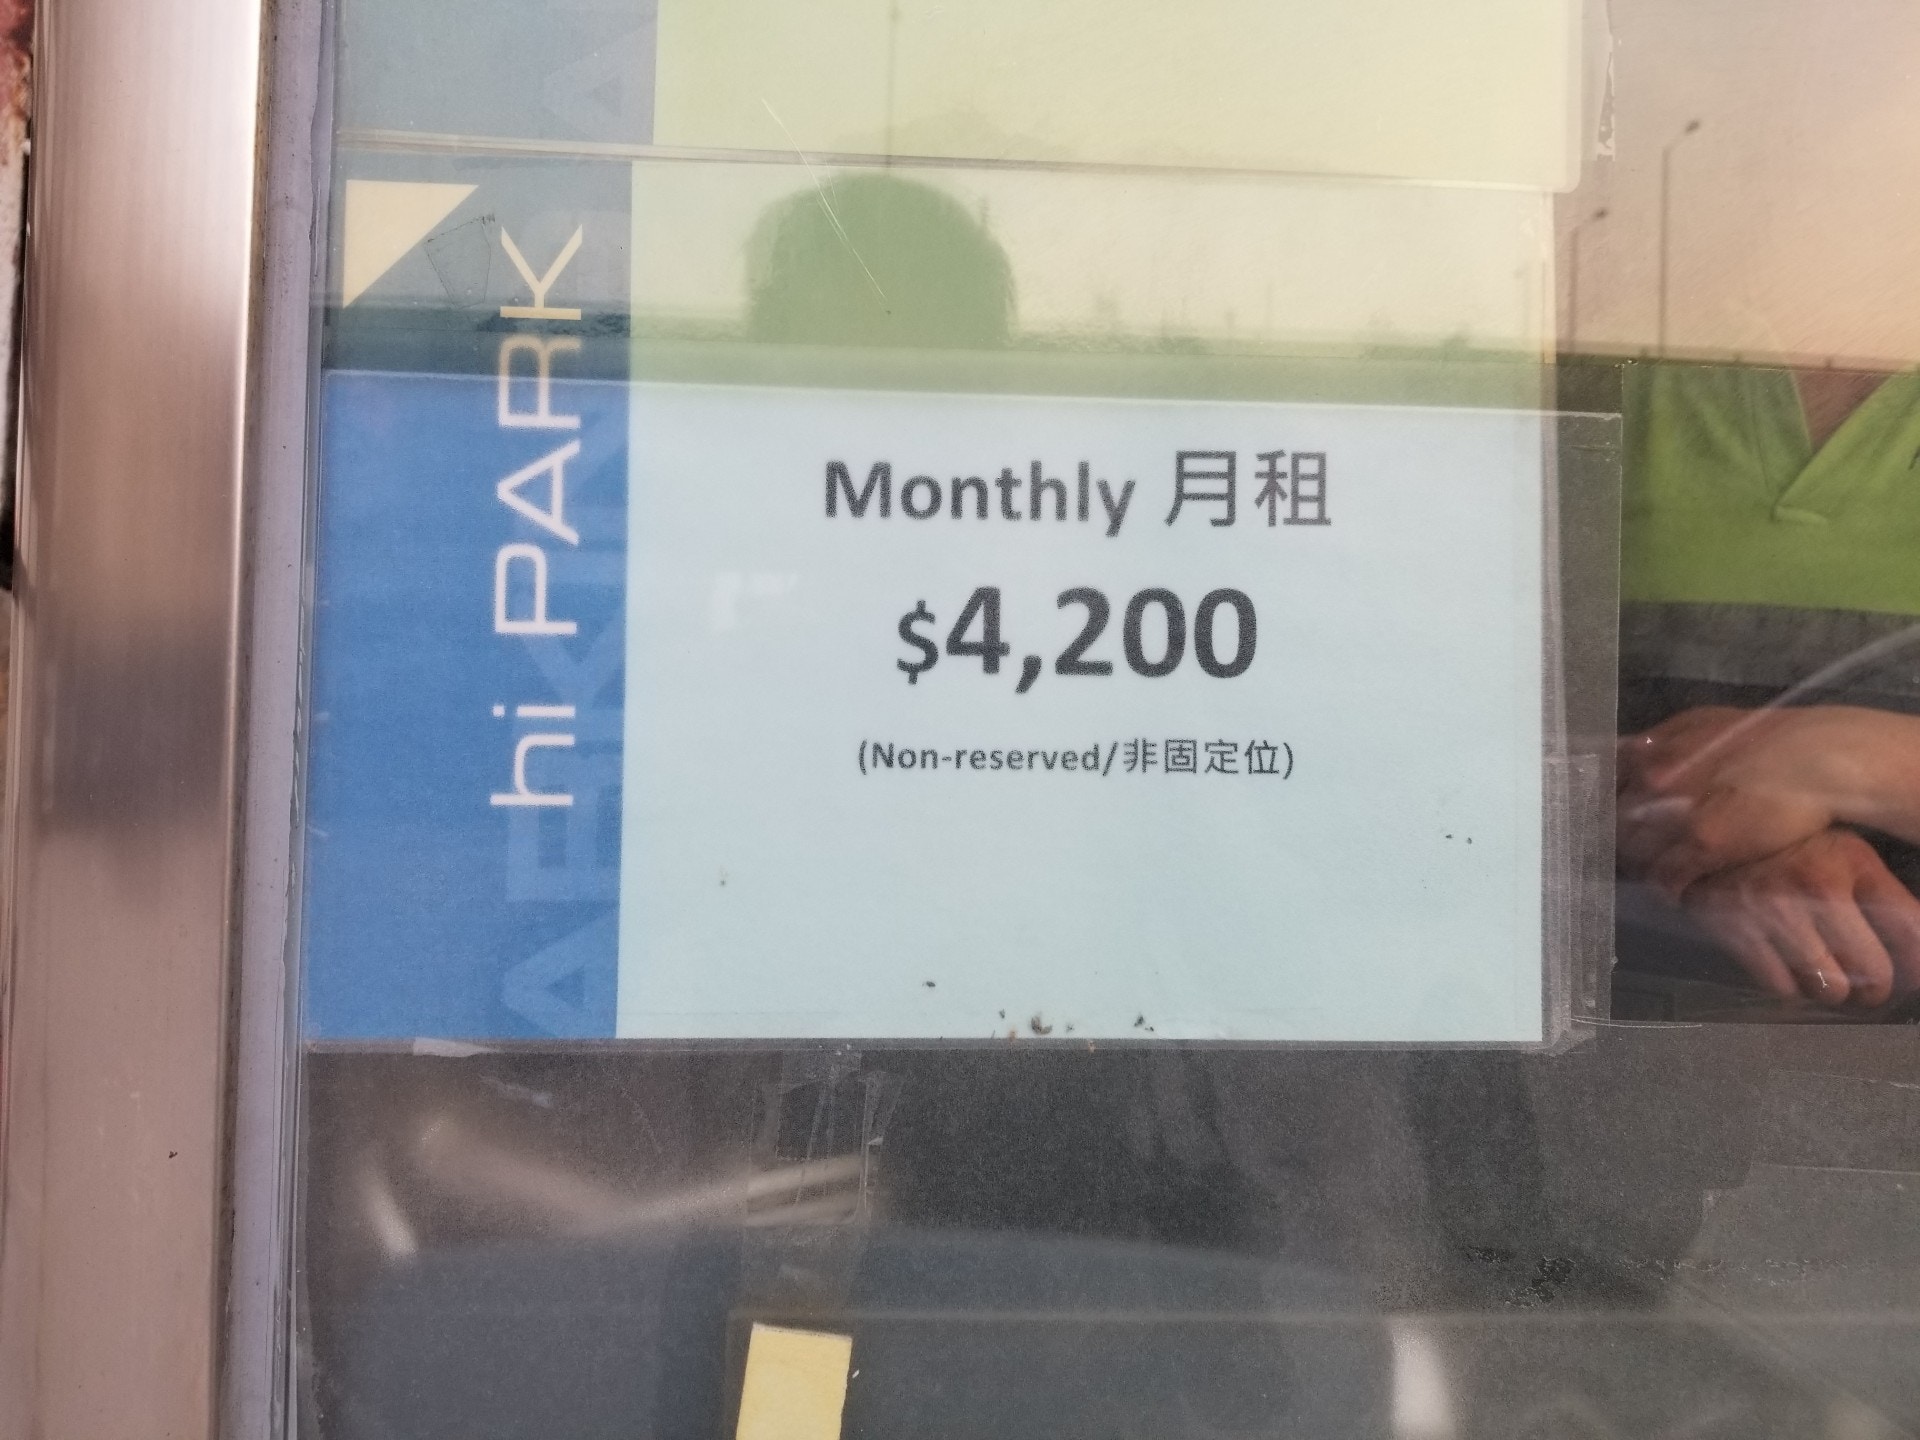 hi PARK
Monthly 月租
$4,200
(Non-reserved/非固定位)